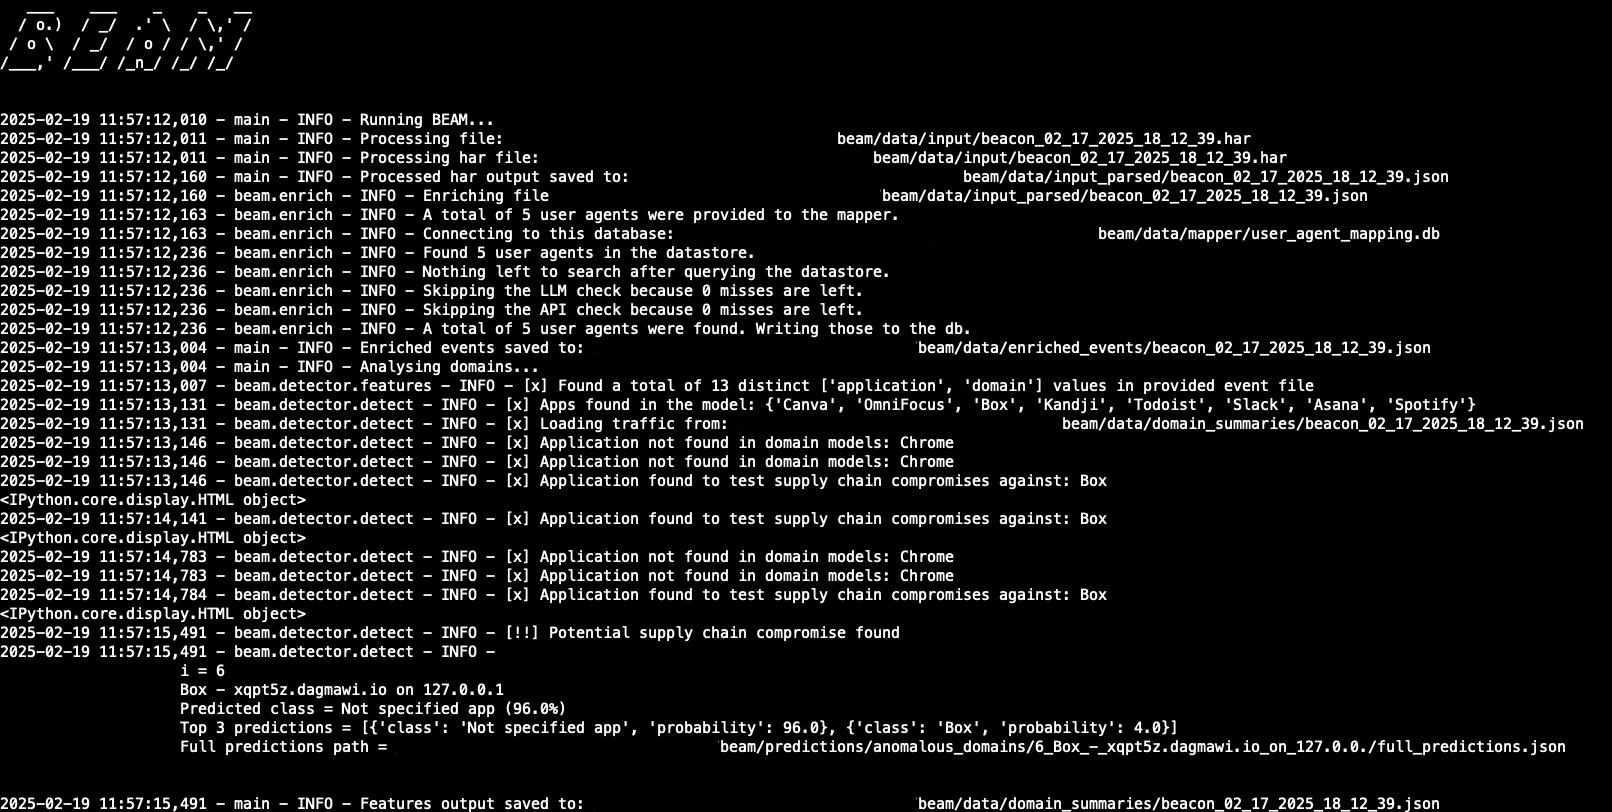 ___    ___    _    _   __
  / o.)  / _/  .' \  / \,' /
 / o \  / _/  / o / / \,' /
/___,' /___/ /_n_/ /_/ /_/
2025-02-19 11:57:12,010 - main - INFO - Running BEAM...
2025-02-19 11:57:12,011 - main - INFO - Processing file: beam/data/input/beacon_02_17_2025_18_12_39.har
2025-02-19 11:57:12,011 - main - INFO - Processing har file: beam/data/input/beacon_02_17_2025_18_12_39.har
2025-02-19 11:57:12,160 - main - INFO - Processed har output saved to: beam/data/input_parsed/beacon_02_17_2025_18_12_39.json
2025-02-19 11:57:12,160 - beam.enrich - INFO - Enriching file beam/data/input_parsed/beacon_02_17_2025_18_12_39.json
2025-02-19 11:57:12,163 - beam.enrich - INFO - A total of 5 user agents were provided to the mapper.
2025-02-19 11:57:12,163 - beam.enrich - INFO - Connecting to this database: beam/data/mapper/user_agent_mapping.db
2025-02-19 11:57:12,236 - beam.enrich - INFO - Found 5 user agents in the datastore.
2025-02-19 11:57:12,236 - beam.enrich - INFO - Nothing left to search after querying the datastore.
2025-02-19 11:57:12,236 - beam.enrich - INFO - Skipping the LLM check because 0 misses are left.
2025-02-19 11:57:12,236 - beam.enrich - INFO - Skipping the API check because 0 misses are left.
2025-02-19 11:57:12,236 - beam.enrich - INFO - A total of 5 user agents were found. Writing those to the db.
2025-02-19 11:57:13,004 - main - INFO - Enriched events saved to: beam/data/enriched_events/beacon_02_17_2025_18_12_39.json
2025-02-19 11:57:13,004 - main - INFO - Analysing domains...
2025-02-19 11:57:13,007 - beam.detector.features - INFO - [x] Found a total of 13 distinct ['application', 'domain'] values in provided event file
2025-02-19 11:57:13,131 - beam.detector.detect - INFO - [x] Apps found in the model: {'Canva', 'OmniFocus', 'Box', 'Kandji', 'Todoist', 'Slack', 'Asana', 'Spotify'}
2025-02-19 11:57:13,131 - beam.detector.detect - INFO - [x] Loading traffic from: beam/data/domain_summaries/beacon_02_17_2025_18_12_39.json
2025-02-19 11:57:13,146 - beam.detector.detect - INFO - [x] Application not found in domain models: Chrome
2025-02-19 11:57:13,146 - beam.detector.detect - INFO - [x] Application not found in domain models: Chrome
2025-02-19 11:57:13,146 - beam.detector.detect - INFO - [x] Application found to test supply chain compromises against: Box
<IPython.core.display.HTML object>
2025-02-19 11:57:14,141 - beam.detector.detect - INFO - [x] Application found to test supply chain compromises against: Box
<IPython.core.display.HTML object>
2025-02-19 11:57:14,783 - beam.detector.detect - INFO - [x] Application not found in domain models: Chrome
2025-02-19 11:57:14,783 - beam.detector.detect - INFO - [x] Application not found in domain models: Chrome
2025-02-19 11:57:14,784 - beam.detector.detect - INFO - [x] Application found to test supply chain compromises against: Box
<IPython.core.display.HTML object>
2025-02-19 11:57:15,491 - beam.detector.detect - INFO - [!!] Potential supply chain compromise found
2025-02-19 11:57:15,491 - beam.detector.detect - INFO -
i = 6
Box - xqpt5z.dagmawi.io on 127.0.0.1
Predicted class = Not specified app (96.0%)
Top 3 predictions = [{'class': 'Not specified app', 'probability': 96.0}, {'class': 'Box', 'probability': 4.0}]
Full predictions path = beam/predictions/anomalous_domains/6_Box_-_xqpt5z.dagmawi.io_on_127.0.0./full_predictions.json
2025-02-19 11:57:15,491 - main - INFO - Features output saved to: beam/data/domain_summaries/beacon_02_17_2025_18_12_39.json